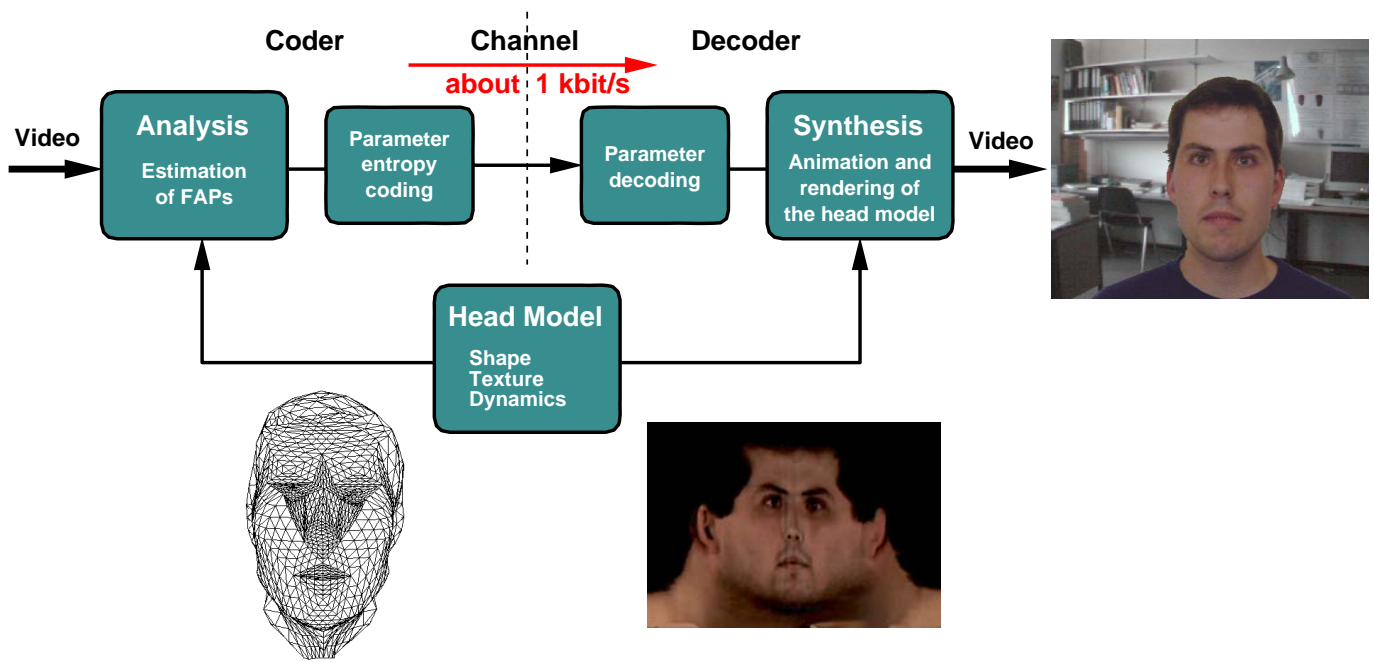 Coder
Channel
Decoder
about 1 kbit/s
Video
Analysis
Estimation
of FAPs
Parameter
entropy
coding
Parameter
decoding
Synthesis
Animation and
rendering of
the head model
Video
Head Model
Shape
Texture
Dynamics